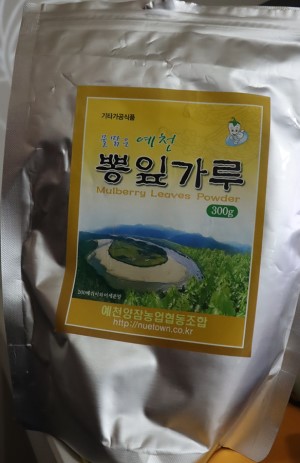 기타가공식품
물맑은 예천
뽕잎가루
Mulberry Leaves Powder
300g
예천양잠농업협동조합
http://nuetown.co.kr